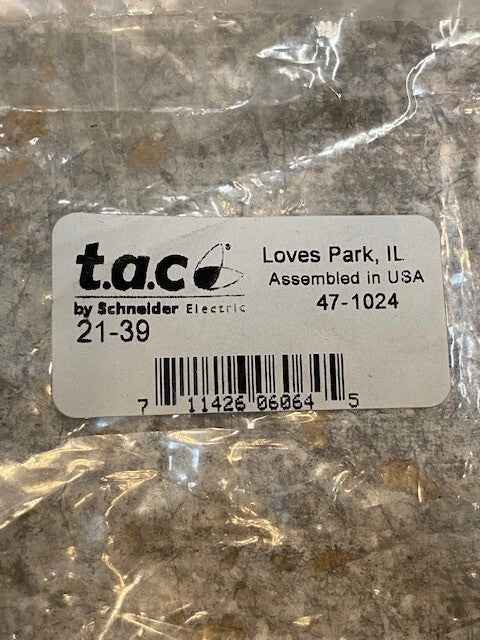 t.a.c
by Schneider Electric
21-39
Loves Park, IL
Assembled in USA
47-1024
7 11426 06064 5